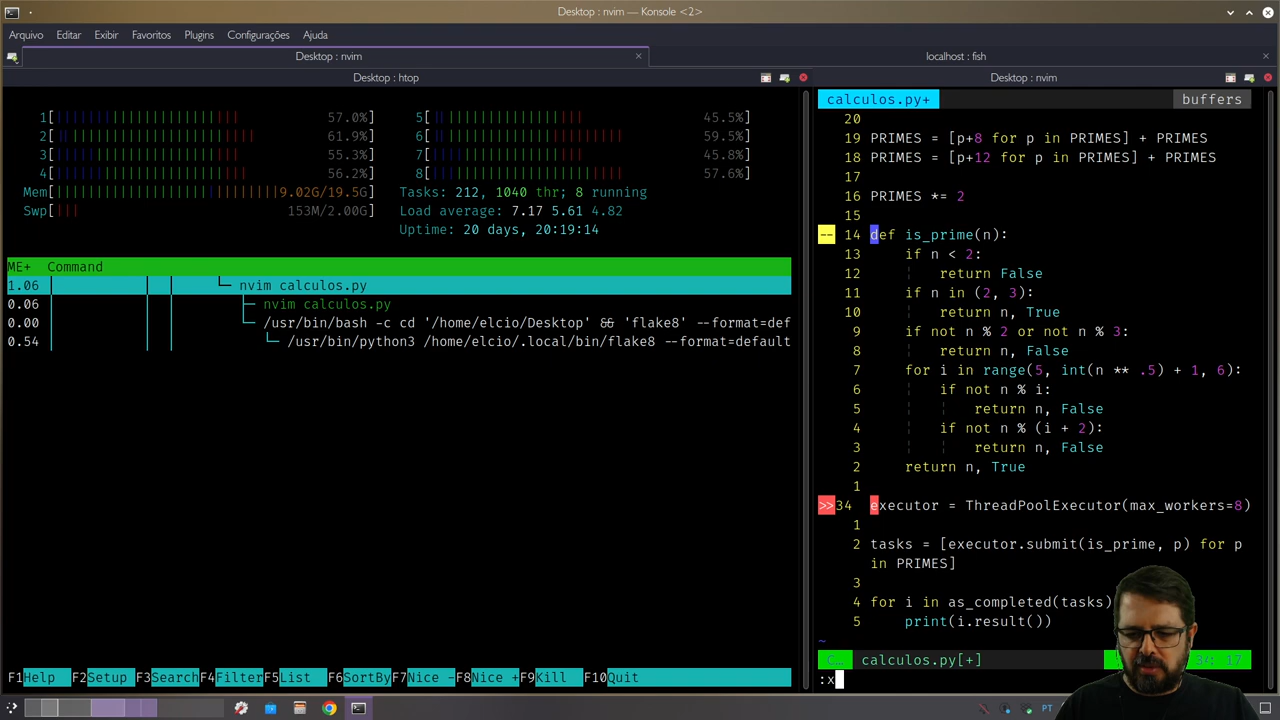 Desktop : nvim — Konsole <2>
Arquivo Editar Exibir Favoritos Plugins Configurações Ajuda
Desktop : nvim
localhost : fish
Desktop : htop
1[ 57.0%] 5[ 45.5%]
2[ 61.9%] 6[ 59.5%]
3[ 55.3%] 7[ 45.8%]
4[ 56.2%] 8[ 57.6%]
Mem[ 9.02G/19.5G] Tasks: 212, 1040 thr; 8 running
Swp[ 153M/2.00G] Load average: 7.17 5.61 4.82
Uptime: 20 days, 20:19:14
ME+ Command
1.06 nvim calculos.py
0.06 nvim calculos.py
0.00 /usr/bin/bash -c cd '/home/elcio/Desktop' && 'flake8' --format=def
0.54 /usr/bin/python3 /home/elcio/.local/bin/flake8 --format=default
F1Help F2Setup F3Search F4Filter F5List F6SortBy F7Nice - F8Nice + F9Kill F10Quit
Desktop : nvim
calculos.py+ buffers
20
19 PRIMES = [p+8 for p in PRIMES] + PRIMES
18 PRIMES = [p+12 for p in PRIMES] + PRIMES
17
16 PRIMES *= 2
15
-- 14 def is_prime(n):
13 if n < 2:
12 return False
11 if n in (2, 3):
10 return n, True
9 if not n % 2 or not n % 3:
8 return n, False
7 for i in range(5, int(n ** .5) + 1, 6):
6 if not n % i:
5 return n, False
4 if not n % (i + 2):
3 return n, False
2 return n, True
1
>>34 executor = ThreadPoolExecutor(max_workers=8)
1
2 tasks = [executor.submit(is_prime, p) for p
in PRIMES]
3
4 for i in as_completed(tasks)
5 print(i.result())
~
C… calculos.py[+] 34: 17
:x
PT